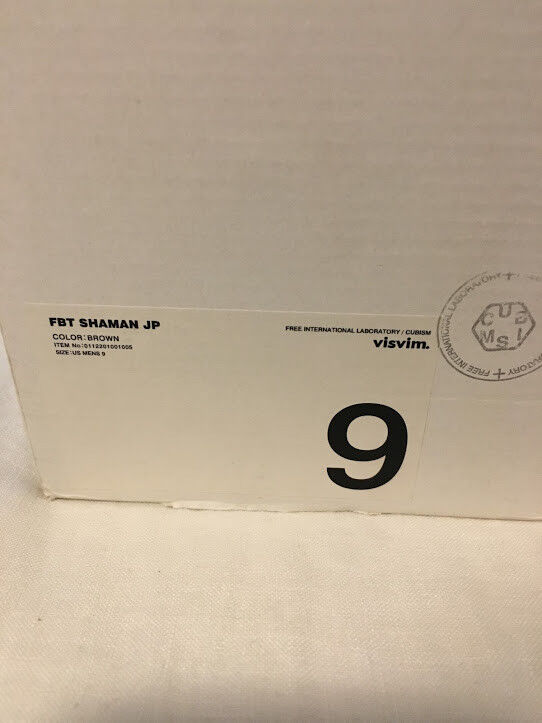 FBT SHAMAN JP
COLOR:BROWN
ITEM No:0112201001005
SIZE:US MENS 9
FREE INTERNATIONAL LABORATORY / CUBISM
visvim.
9
FREE INTERNATIONAL LABORATORY +
CUBISM